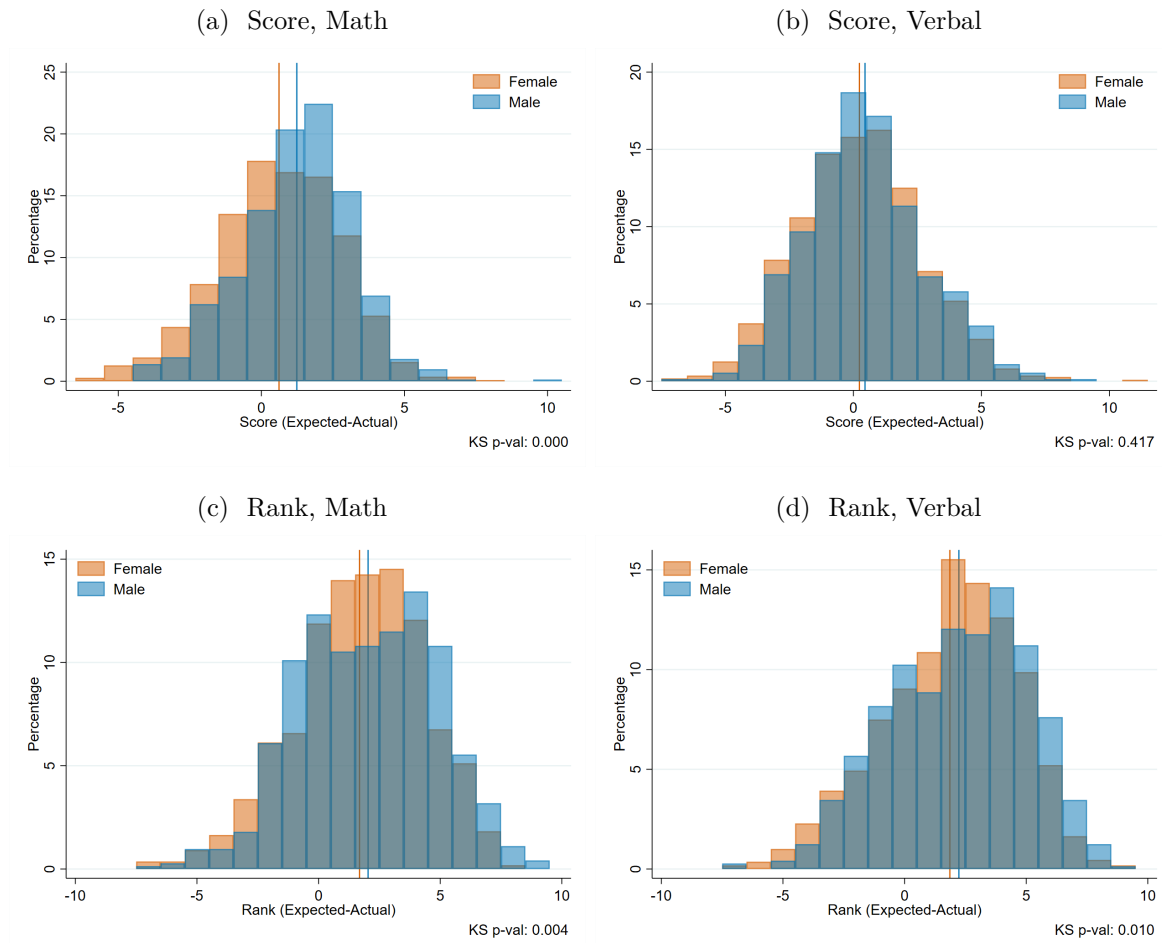 (a) Score, Math
25
20
15
10
5
0
Percentage
Female
Male
-5 0 5 10
Score (Expected-Actual)
KS p-val: 0.000
(b) Score, Verbal
20
15
10
5
0
Percentage
Female
Male
-5 0 5 10
Score (Expected-Actual)
KS p-val: 0.417
(c) Rank, Math
15
10
5
0
Percentage
Female
Male
-10 -5 0 5 10
Rank (Expected-Actual)
KS p-val: 0.004
(d) Rank, Verbal
15
10
5
0
Percentage
Female
Male
-10 -5 0 5 10
Rank (Expected-Actual)
KS p-val: 0.010